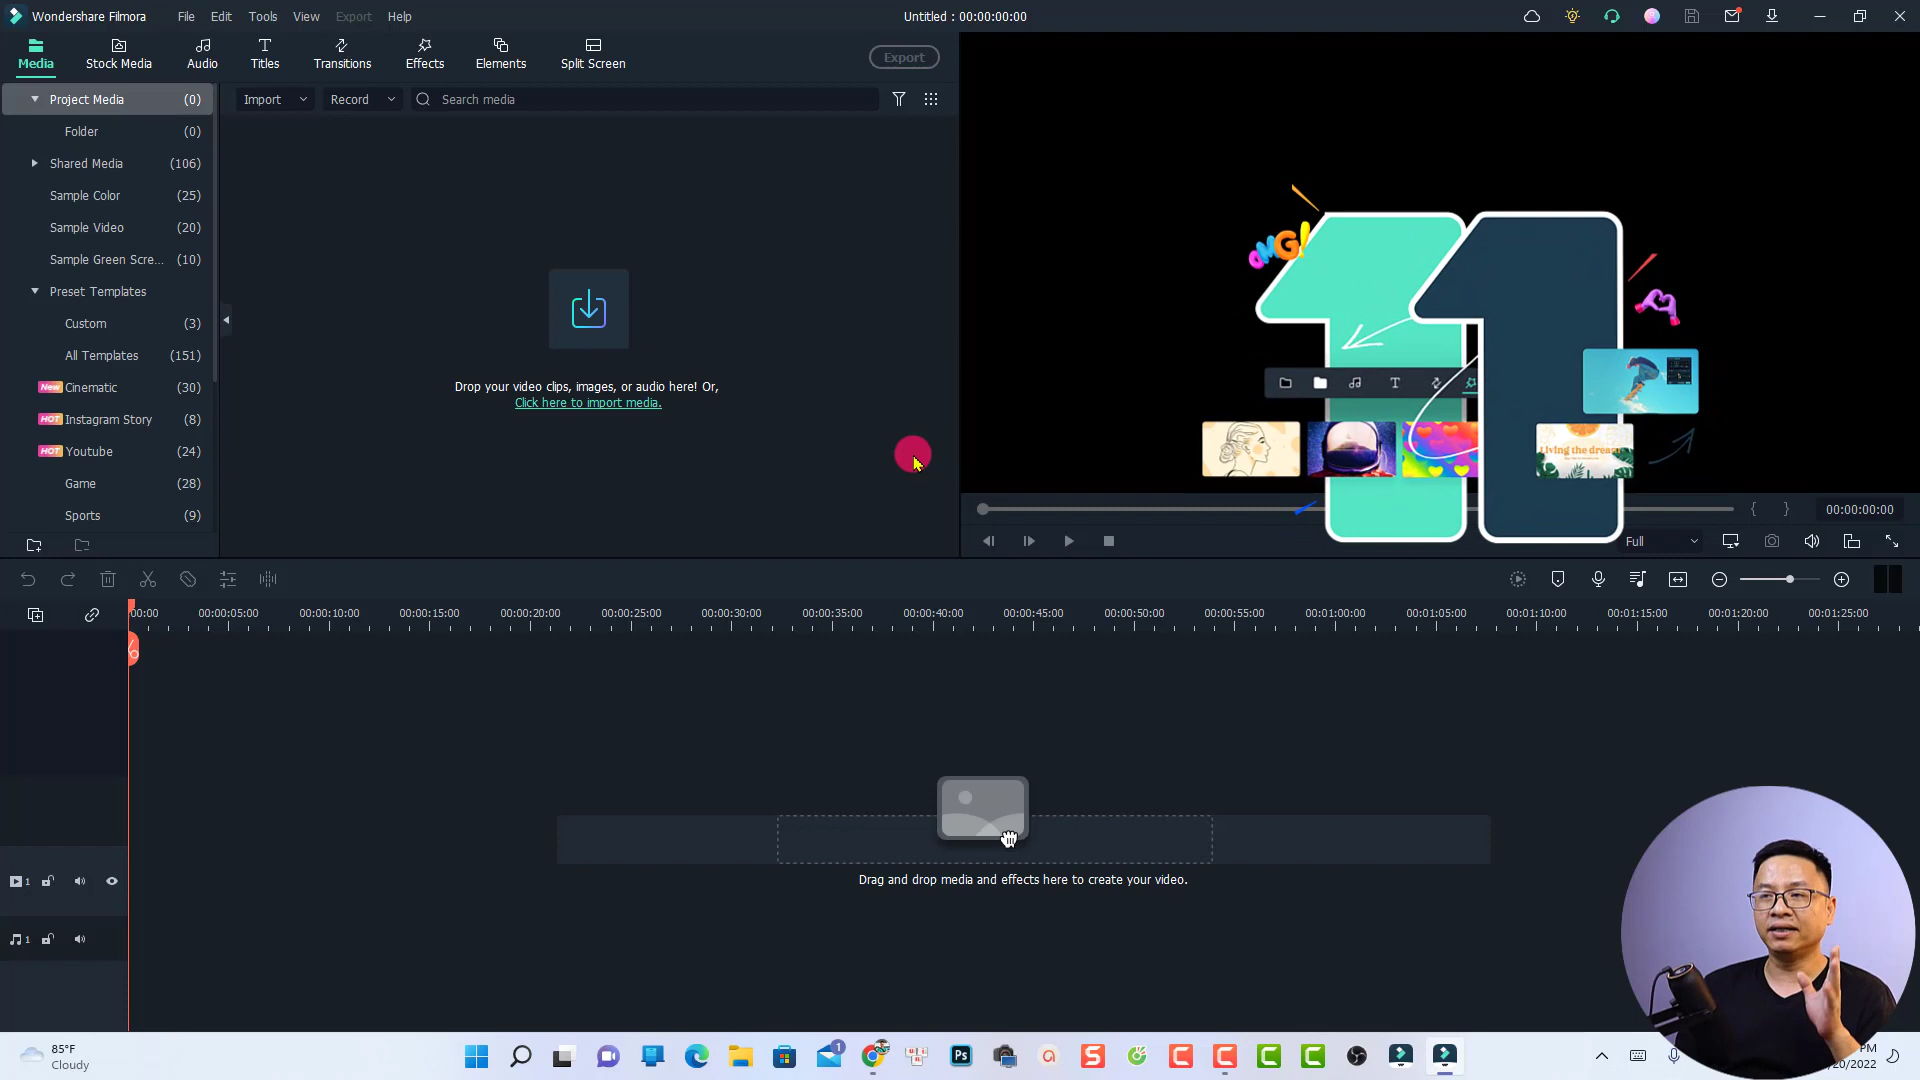 Wondershare Filmora File Edit Tools View Export Help
Untitled : 00:00:00:00
Media Stock Media Audio Titles Transitions Effects Elements Split Screen
Export
Project Media (0)
Folder (0)
Shared Media (106)
Sample Color (25)
Sample Video (20)
Sample Green Scre... (10)
Preset Templates
Custom (3)
All Templates (151)
New Cinematic (30)
HOT Instagram Story (8)
HOT Youtube (24)
Game (28)
Sports (9)
Import Record Search media
Drop your video clips, images, or audio here! Or,
Click here to import media.
OMG!
11
Living the dream
00:00:00:00
Full
00:00 00:00:05:00 00:00:10:00 00:00:15:00 00:00:20:00 00:00:25:00 00:00:30:00 00:00:35:00 00:00:40:00 00:00:45:00 00:00:50:00 00:00:55:00 00:01:00:00 00:01:05:00 00:01:10:00 00:01:15:00 00:01:20:00 00:01:25:00
Drag and drop media and effects here to create your video.
1
1
85°F
Cloudy
1
Ps
PM
/20/2022